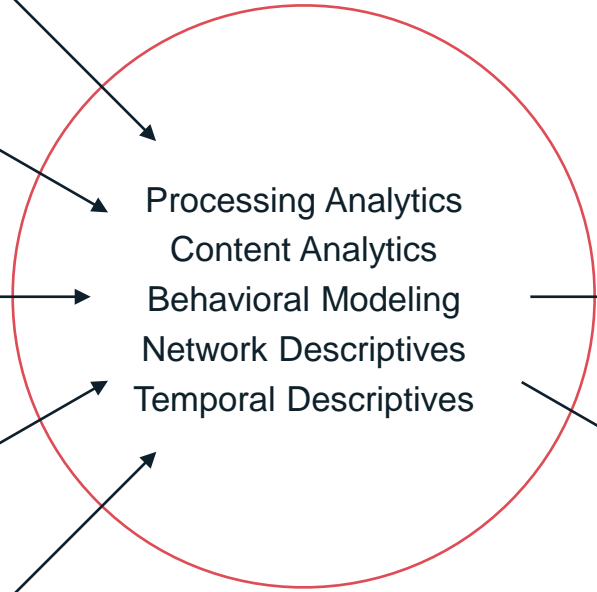 Processing Analytics
Content Analytics
Behavioral Modeling
Network Descriptives
Temporal Descriptives